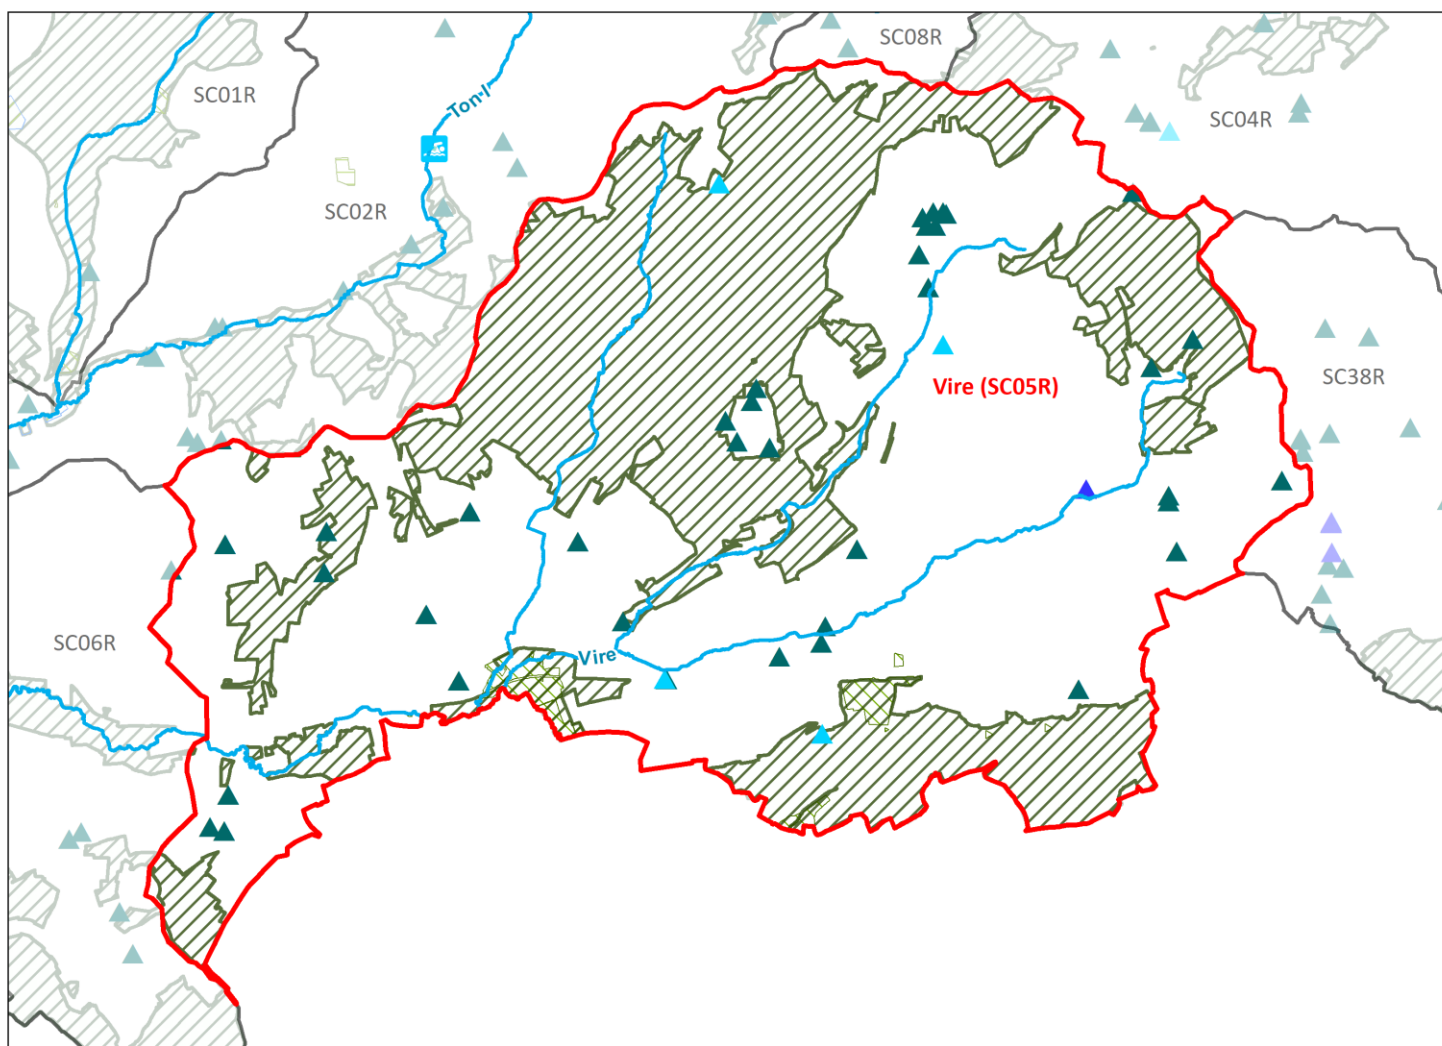 SC08R
SC01R
Ton-I
SC04R
SC02R
SC38R
Vire (SC05R)
SC06R
Vire